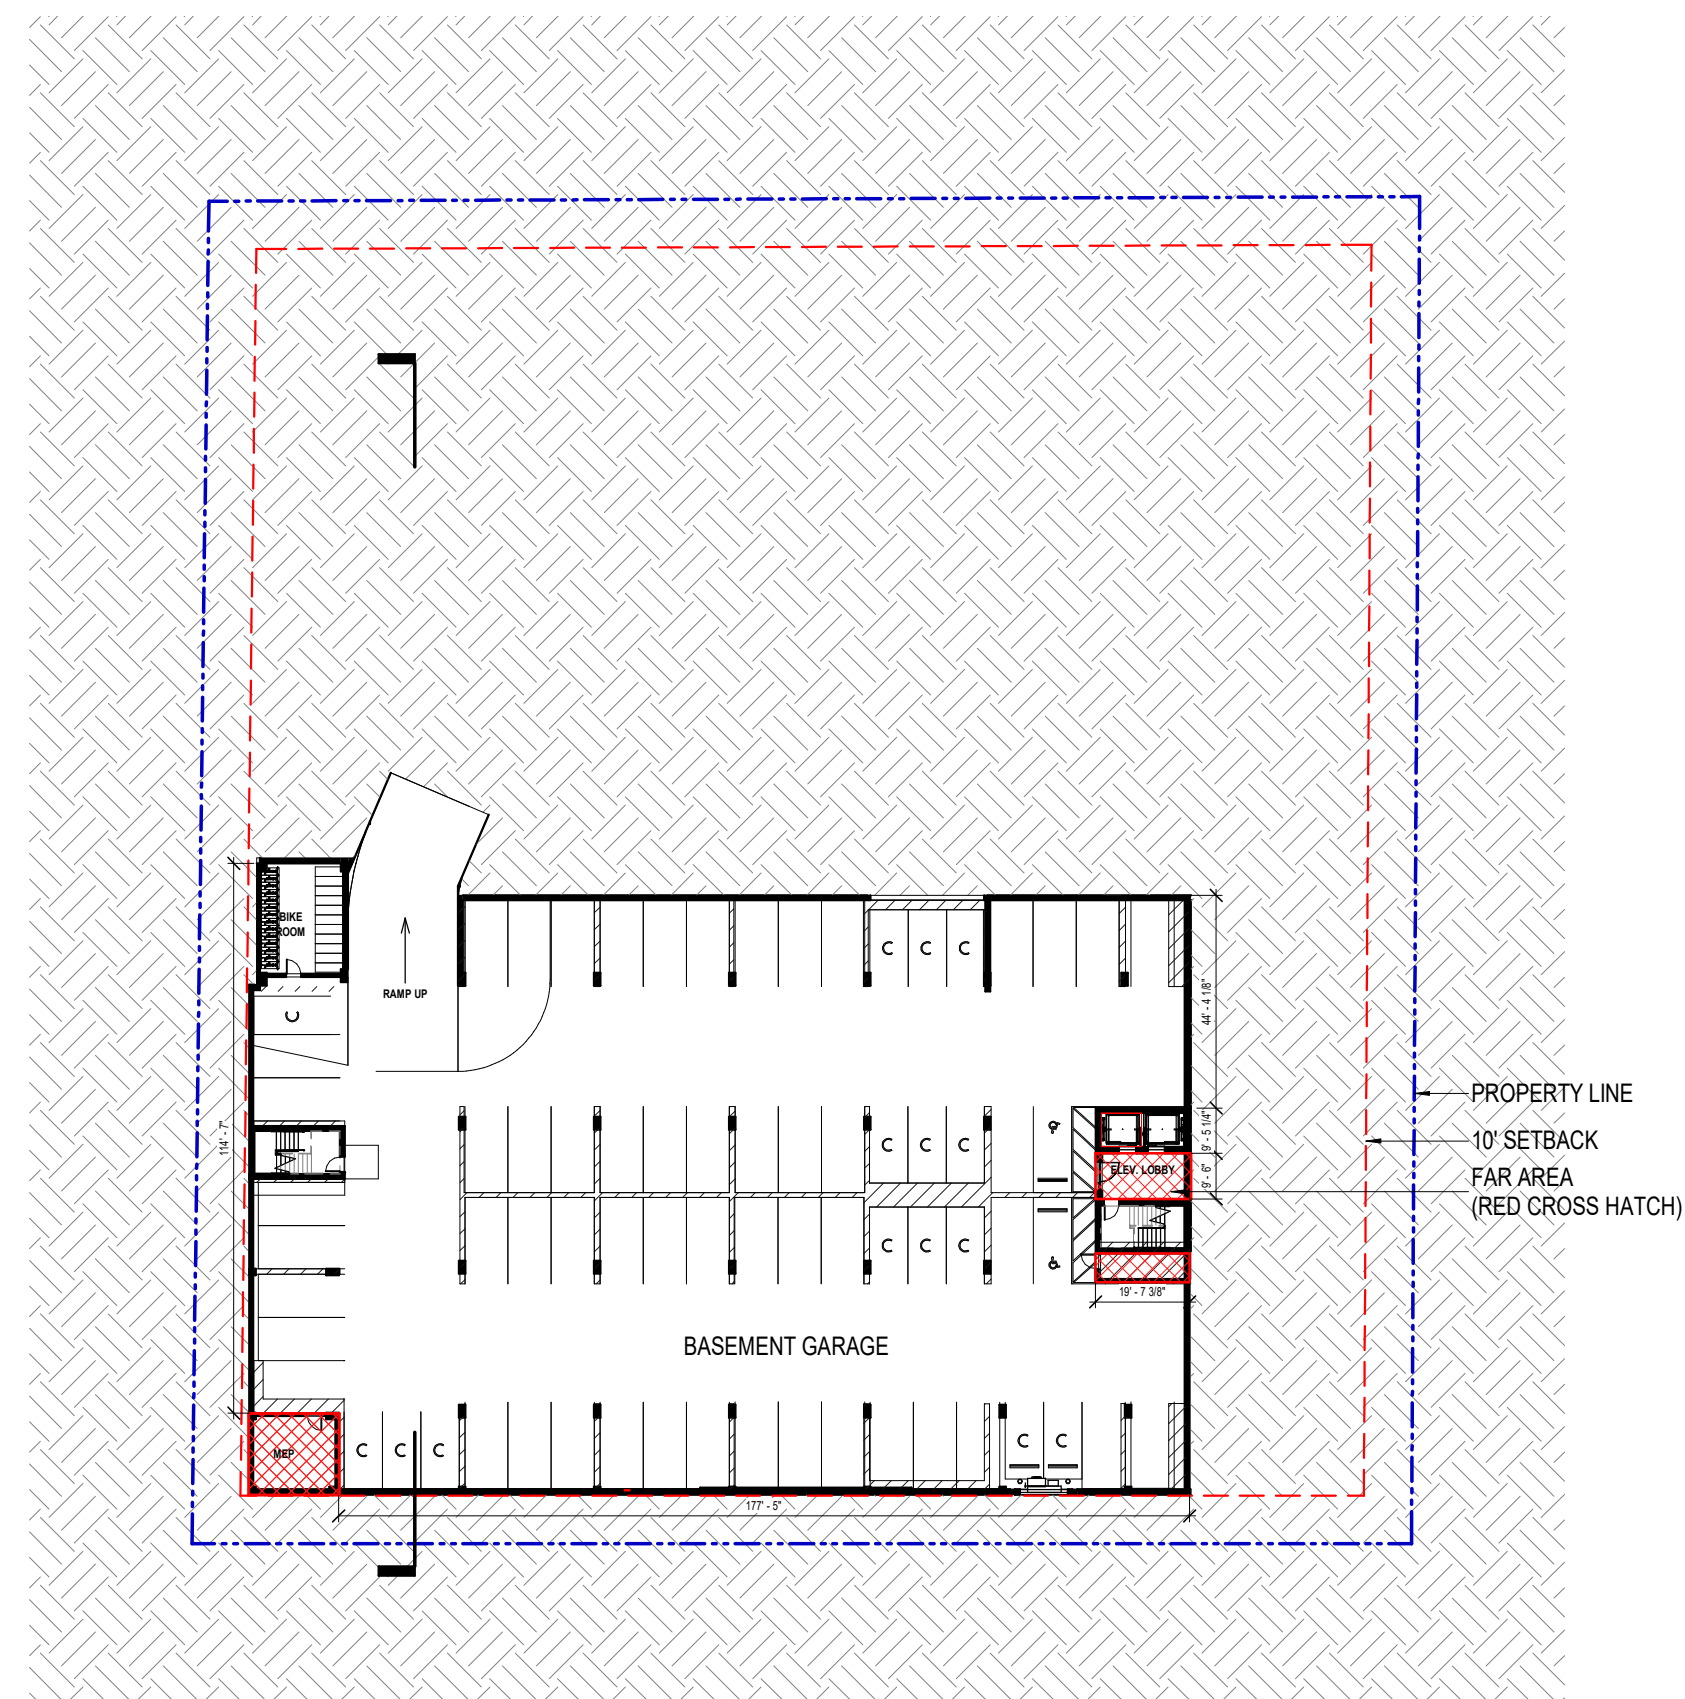 BIKE
ROOM
RAMP UP
C C C
C
44' - 4 1/8"
PROPERTY LINE
114' - 7"
9' - 5 1/4"
C C C
10' SETBACK
ELEV. LOBBY
9' - 6"
FAR AREA
(RED CROSS HATCH)
C C C
19' - 7 3/8"
BASEMENT GARAGE
MEP
C C C
C C
177' - 5"